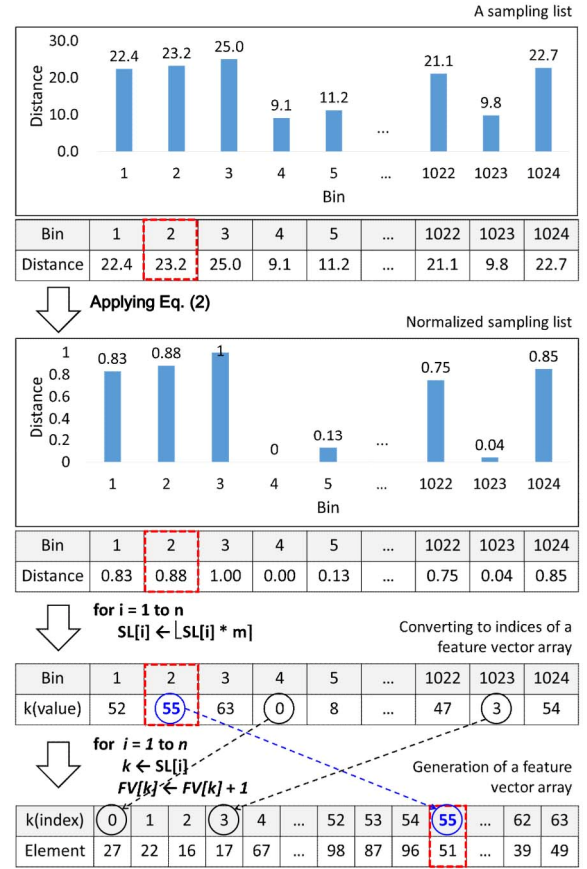 A sampling list
30.0
20.0
10.0
0.0
Distance
22.4 23.2 25.0 9.1 11.2 ... 21.1 9.8 22.7
1 2 3 4 5 ... 1022 1023 1024
Bin
Bin 1 2 3 4 5 ... 1022 1023 1024
Distance 22.4 23.2 25.0 9.1 11.2 ... 21.1 9.8 22.7
Applying Eq. (2)
Normalized sampling list
1
0.8
0.6
0.4
0.2
0
Distance
0.83 0.88 1 0 0.13 ... 0.75 0.04 0.85
1 2 3 4 5 ... 1022 1023 1024
Bin
Bin 1 2 3 4 5 ... 1022 1023 1024
Distance 0.83 0.88 1.00 0.00 0.13 ... 0.75 0.04 0.85
for i = 1 to n
SL[i] ← ⌊SL[i] * m⌉
Converting to indices of a
feature vector array
Bin 1 2 3 4 5 ... 1022 1023 1024
k(value) 52 55 63 0 8 ... 47 3 54
for i = 1 to n
k ← SL[i]
FV[k] ← FV[k] + 1
Generation of a feature
vector array
k(index) 0 1 2 3 4 ... 52 53 54 55 ... 62 63
Element 27 22 16 17 67 ... 98 87 96 51 ... 39 49